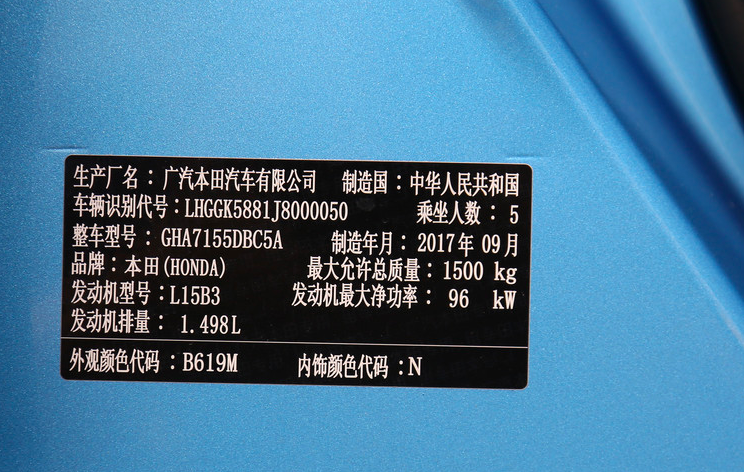 生产厂名：广汽本田汽车有限公司 制造国：中华人民共和国
车辆识别代号：LHGGK5881J8000050 乘坐人数：5
整车型号：GHA7155DBC5A 制造年月：2017年09月
品牌：本田(HONDA) 最大允许总质量：1500 kg
发动机型号：L15B3 发动机最大净功率：96 kW
发动机排量：1.498L
外观颜色代码：B619M 内饰颜色代码：N